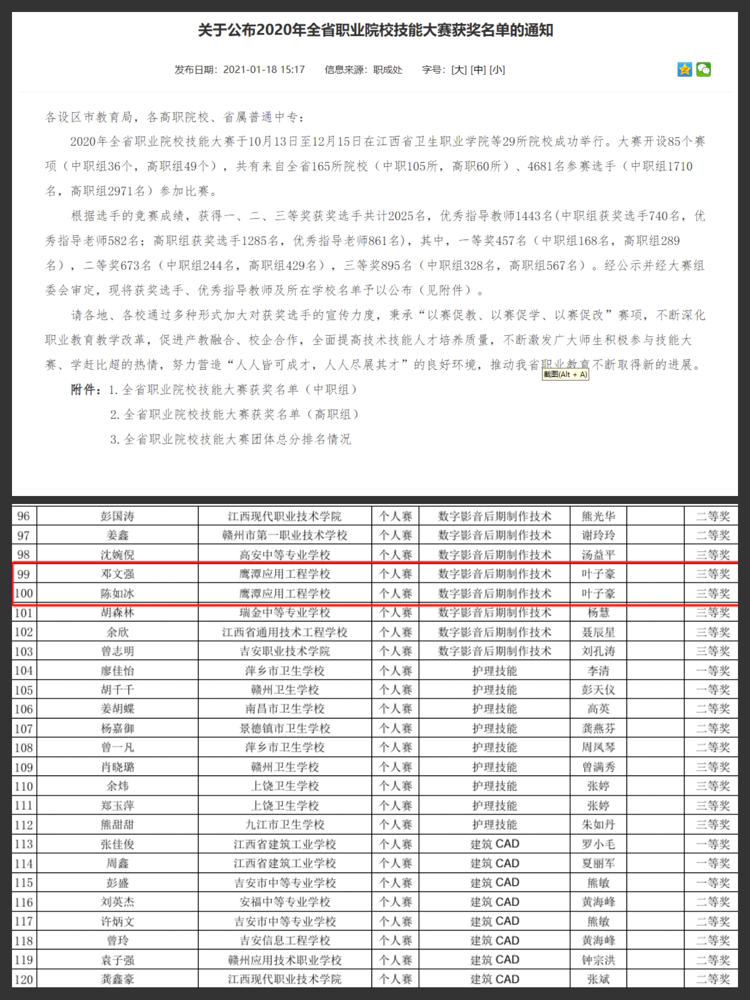 关于公布2020年全省职业院校技能大赛获奖名单的通知
发布日期：2021-01-18 15:17 信息来源：职成处 字号：[大] [中] [小]
各设区市教育局，各高职院校、省属普通中专：
2020年全省职业院校技能大赛于10月13日至12月15日在江西省卫生职业学院等29所院校成功举行。大赛开设85个赛
项（中职组36个，高职组49个），共有来自全省165所院校（中职105所，高职60所）、4681名参赛选手（中职组1710
名，高职组2971名）参加比赛。
根据选手的竞赛成绩，获得一、二、三等奖获奖选手共计2025名，优秀指导教师1443名(中职组获奖选手740名，优
秀指导老师582名；高职组获奖选手1285名，优秀指导老师861名)，其中，一等奖457名（中职组168名，高职组289
名），二等奖673名（中职组244名，高职组429名），三等奖895名（中职组328名，高职组567名）。经公示并经大赛组
委会审定，现将获奖选手、优秀指导教师及所在学校名单予以公布（见附件）。
请各地、各校通过多种形式加大对获奖选手的宣传力度，秉承“以赛促教、以赛促学、以赛促改”赛项，不断深化
职业教育教学改革，促进产教融合、校企合作，全面提高技术技能人才培养质量，不断激发广大师生积极参与技能大
赛、学赶比超的热情，努力营造“人人皆可成才，人人尽展其才”的良好环境，推动我省职业教育不断取得新的进展。
截图(Alt + A)
附件：1.全省职业院校技能大赛获奖名单（中职组）
2.全省职业院校技能大赛获奖名单（高职组）
3.全省职业院校技能大赛团体总分排名情况
96 彭国涛 江西现代职业技术学院 个人赛 数字影音后期制作技术 熊光华 二等奖
97 姜鑫 赣州市第一职业技术学校 个人赛 数字影音后期制作技术 谢玲玲 二等奖
98 沈婉倪 高安中等专业学校 个人赛 数字影音后期制作技术 汤益平 三等奖
99 邓文强 鹰潭应用工程学校 个人赛 数字影音后期制作技术 叶子豪 三等奖
100 陈如冰 鹰潭应用工程学校 个人赛 数字影音后期制作技术 叶子豪 三等奖
101 胡森林 瑞金中等专业学校 个人赛 数字影音后期制作技术 杨慧 三等奖
102 余欣 江西省通用技术工程学校 个人赛 数字影音后期制作技术 聂辰星 三等奖
103 曾志明 吉安职业技术学院 个人赛 数字影音后期制作技术 刘孔涛 三等奖
104 廖佳怡 萍乡市卫生学校 个人赛 护理技能 李清 一等奖
105 胡千千 赣州卫生学校 个人赛 护理技能 彭天仪 一等奖
106 姜胡蝶 南昌市卫生学校 个人赛 护理技能 高英 二等奖
107 杨嘉御 景德镇市卫生学校 个人赛 护理技能 龚燕芬 二等奖
108 曾一凡 萍乡市卫生学校 个人赛 护理技能 周凤琴 二等奖
109 肖晓璐 赣州卫生学校 个人赛 护理技能 曾满秀 三等奖
110 余炜 上饶卫生学校 个人赛 护理技能 张婷 三等奖
111 郑玉萍 上饶卫生学校 个人赛 护理技能 张婷 三等奖
112 熊甜甜 九江市卫生学校 个人赛 护理技能 朱如丹 三等奖
113 张佳俊 江西省建筑工业学校 个人赛 建筑 CAD 罗小毛 一等奖
114 周鑫 江西省建筑工业学校 个人赛 建筑 CAD 夏丽军 一等奖
115 彭盛 吉安市中等专业学校 个人赛 建筑 CAD 熊敏 一等奖
116 刘英杰 安福中等专业学校 个人赛 建筑 CAD 黄海峰 二等奖
117 许炳文 吉安市中等专业学校 个人赛 建筑 CAD 熊敏 二等奖
118 曾玲 吉安信息工程学校 个人赛 建筑 CAD 黄海峰 二等奖
119 袁子强 赣州应用技术职业学校 个人赛 建筑 CAD 钟宗洪 二等奖
120 龚鑫豪 江西现代职业技术学院 个人赛 建筑 CAD 张斌 二等奖